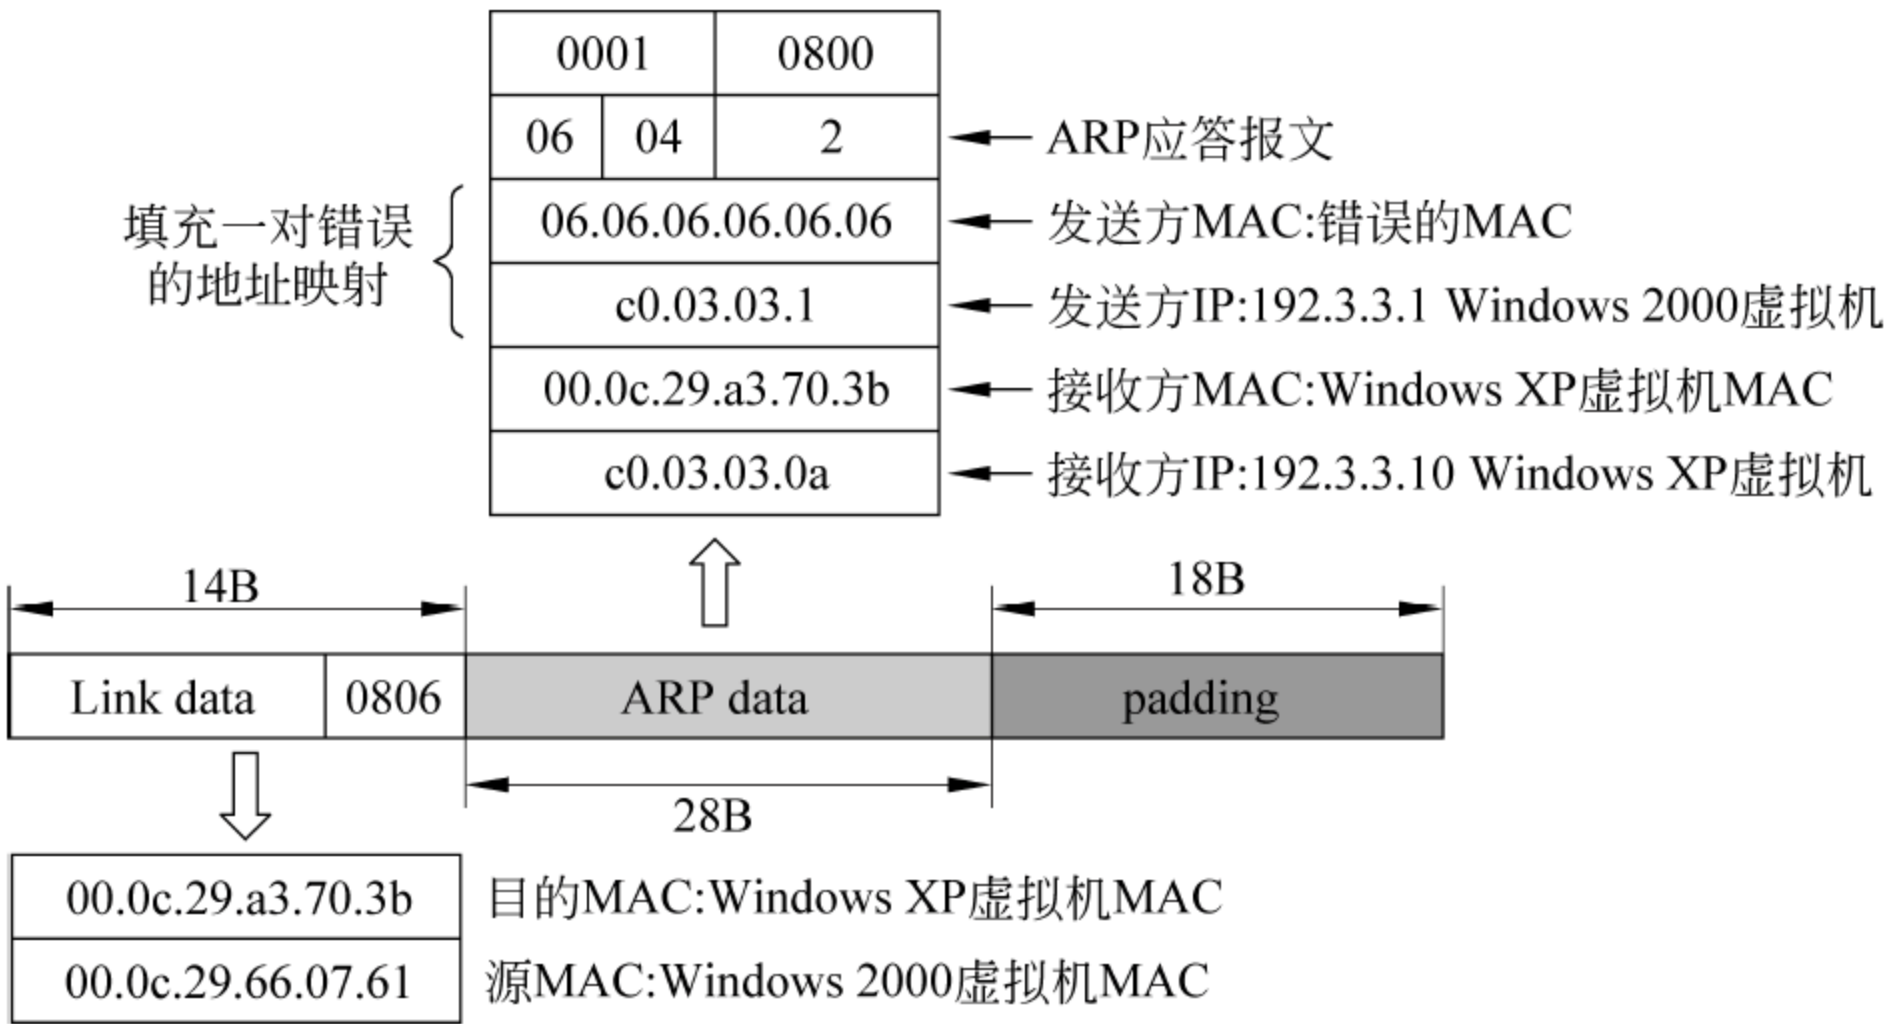 0001 0800
06 04 2 ARP应答报文
填充一对错误
的地址映射
06.06.06.06.06.06 发送方MAC:错误的MAC
c0.03.03.1 发送方IP:192.3.3.1 Windows 2000虚拟机
00.0c.29.a3.70.3b 接收方MAC:Windows XP虚拟机MAC
c0.03.03.0a 接收方IP:192.3.3.10 Windows XP虚拟机
14B 18B
Link data 0806 ARP data padding
28B
00.0c.29.a3.70.3b 目的MAC:Windows XP虚拟机MAC
00.0c.29.66.07.61 源MAC:Windows 2000虚拟机MAC